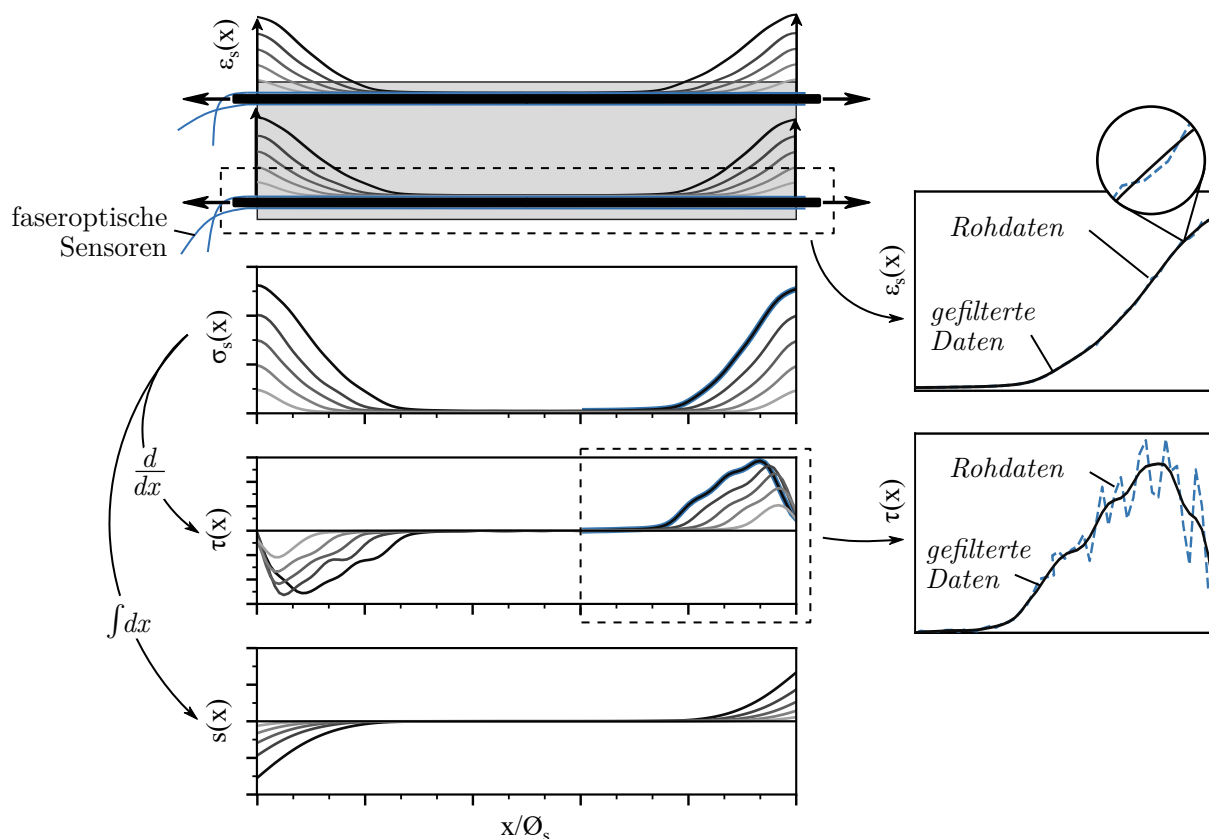 εₛ(x)
faseroptische
Sensoren
Rohdaten
εₛ(x)
gefilterte
Daten
σₛ(x)
d
dx
τ(x)
Rohdaten
τ(x)
gefilterte
Daten
∫dx
s(x)
x/Øₛ